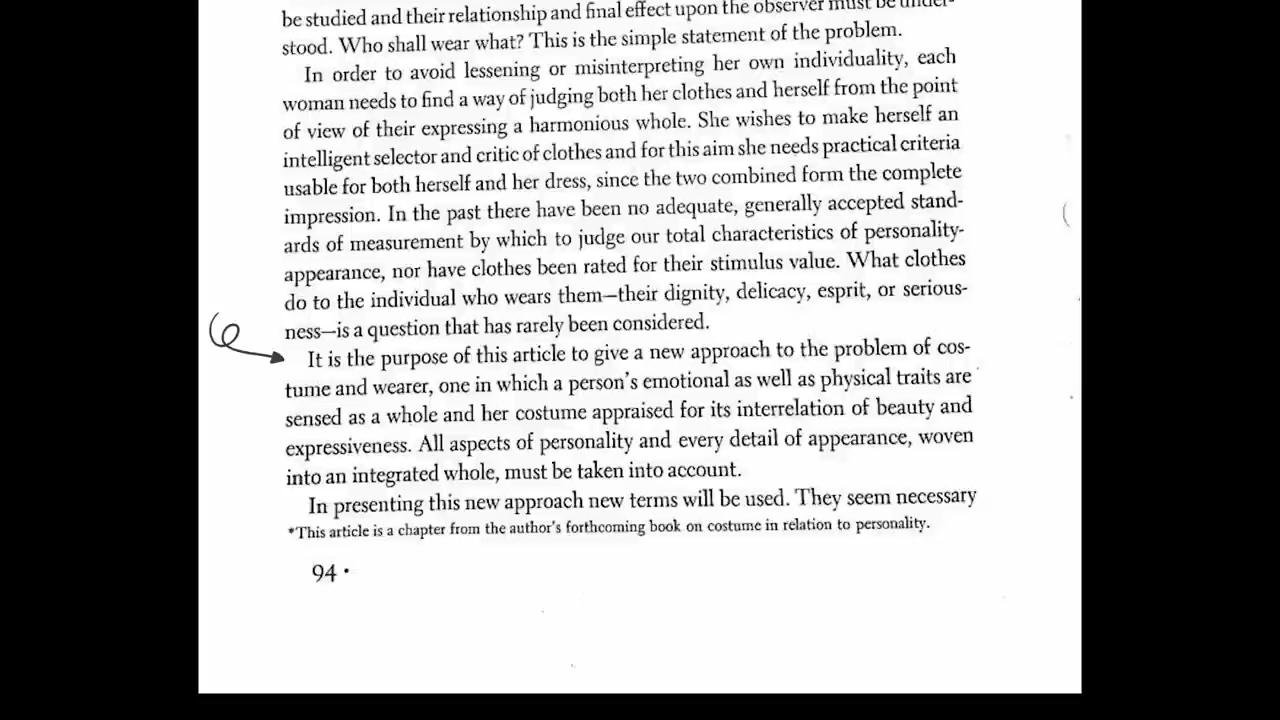 be studied and their relationship and final effect upon the observer must be under-
stood. Who shall wear what? This is the simple statement of the problem.
In order to avoid lessening or misinterpreting her own individuality, each
woman needs to find a way of judging both her clothes and herself from the point
of view of their expressing a harmonious whole. She wishes to make herself an
intelligent selector and critic of clothes and for this aim she needs practical criteria
usable for both herself and her dress, since the two combined form the complete
impression. In the past there have been no adequate, generally accepted stand-
ards of measurement by which to judge our total characteristics of personality-
appearance, nor have clothes been rated for their stimulus value. What clothes
do to the individual who wears them—their dignity, delicacy, esprit, or serious-
ness—is a question that has rarely been considered.
It is the purpose of this article to give a new approach to the problem of cos-
tume and wearer, one in which a person's emotional as well as physical traits are
sensed as a whole and her costume appraised for its interrelation of beauty and
expressiveness. All aspects of personality and every detail of appearance, woven
into an integrated whole, must be taken into account.
In presenting this new approach new terms will be used. They seem necessary
*This article is a chapter from the author's forthcoming book on costume in relation to personality.
94 •